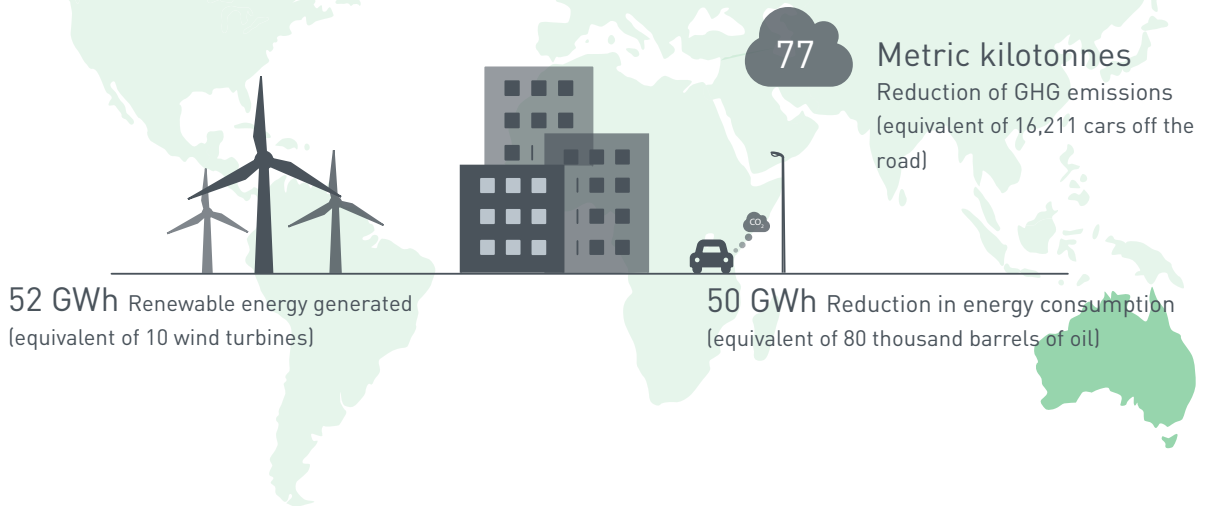 77
Metric kilotonnes
Reduction of GHG emissions
(equivalent of 16,211 cars off the
road)
CO2
52 GWh Renewable energy generated
(equivalent of 10 wind turbines)
50 GWh Reduction in energy consumption
(equivalent of 80 thousand barrels of oil)